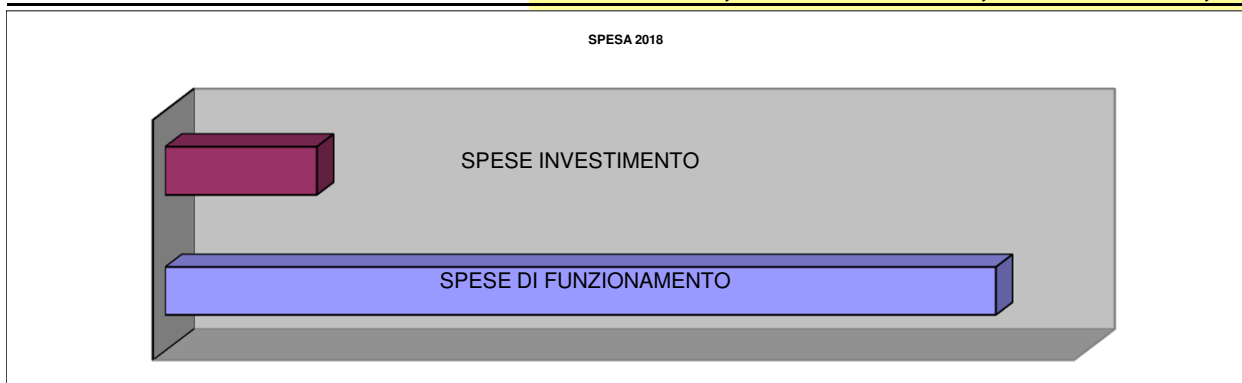 SPESA 2018
SPESE INVESTIMENTO
SPESE DI FUNZIONAMENTO